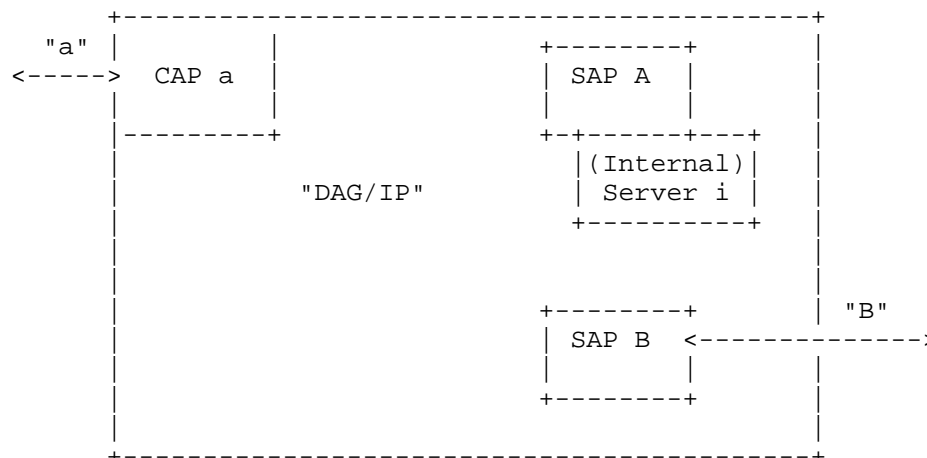 "a"
CAP a SAP A
(Internal)
"DAG/IP" Server i
"B"
SAP B